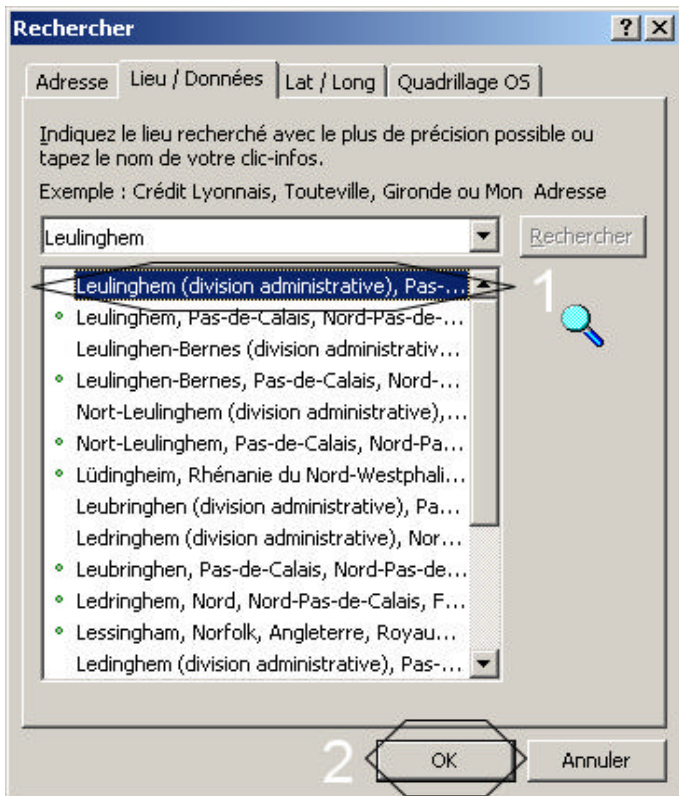 Rechercher
Adresse Lieu / Données Lat / Long Quadrillage OS
Indiquez le lieu recherché avec le plus de précision possible ou
tapez le nom de votre clic-infos.
Exemple : Crédit Lyonnais, Touteville, Gironde ou Mon Adresse
Leulinghem Rechercher
Leulinghem (division administrative), Pas-... 1
Leulinghem, Pas-de-Calais, Nord-Pas-de-...
Leulinghen-Bernes (division administrativ...
Leulinghen-Bernes, Pas-de-Calais, Nord-...
Nort-Leulinghem (division administrative),...
Nort-Leulinghem, Pas-de-Calais, Nord-Pa...
Lüdingheim, Rhénanie du Nord-Westphali...
Leubringhen (division administrative), Pa...
Ledringhem (division administrative), Nor...
Leubringhen, Pas-de-Calais, Nord-Pas-de...
Ledringhem, Nord, Nord-Pas-de-Calais, F...
Lessingham, Norfolk, Angleterre, Royau...
Ledinghem (division administrative), Pas-...
2 OK Annuler